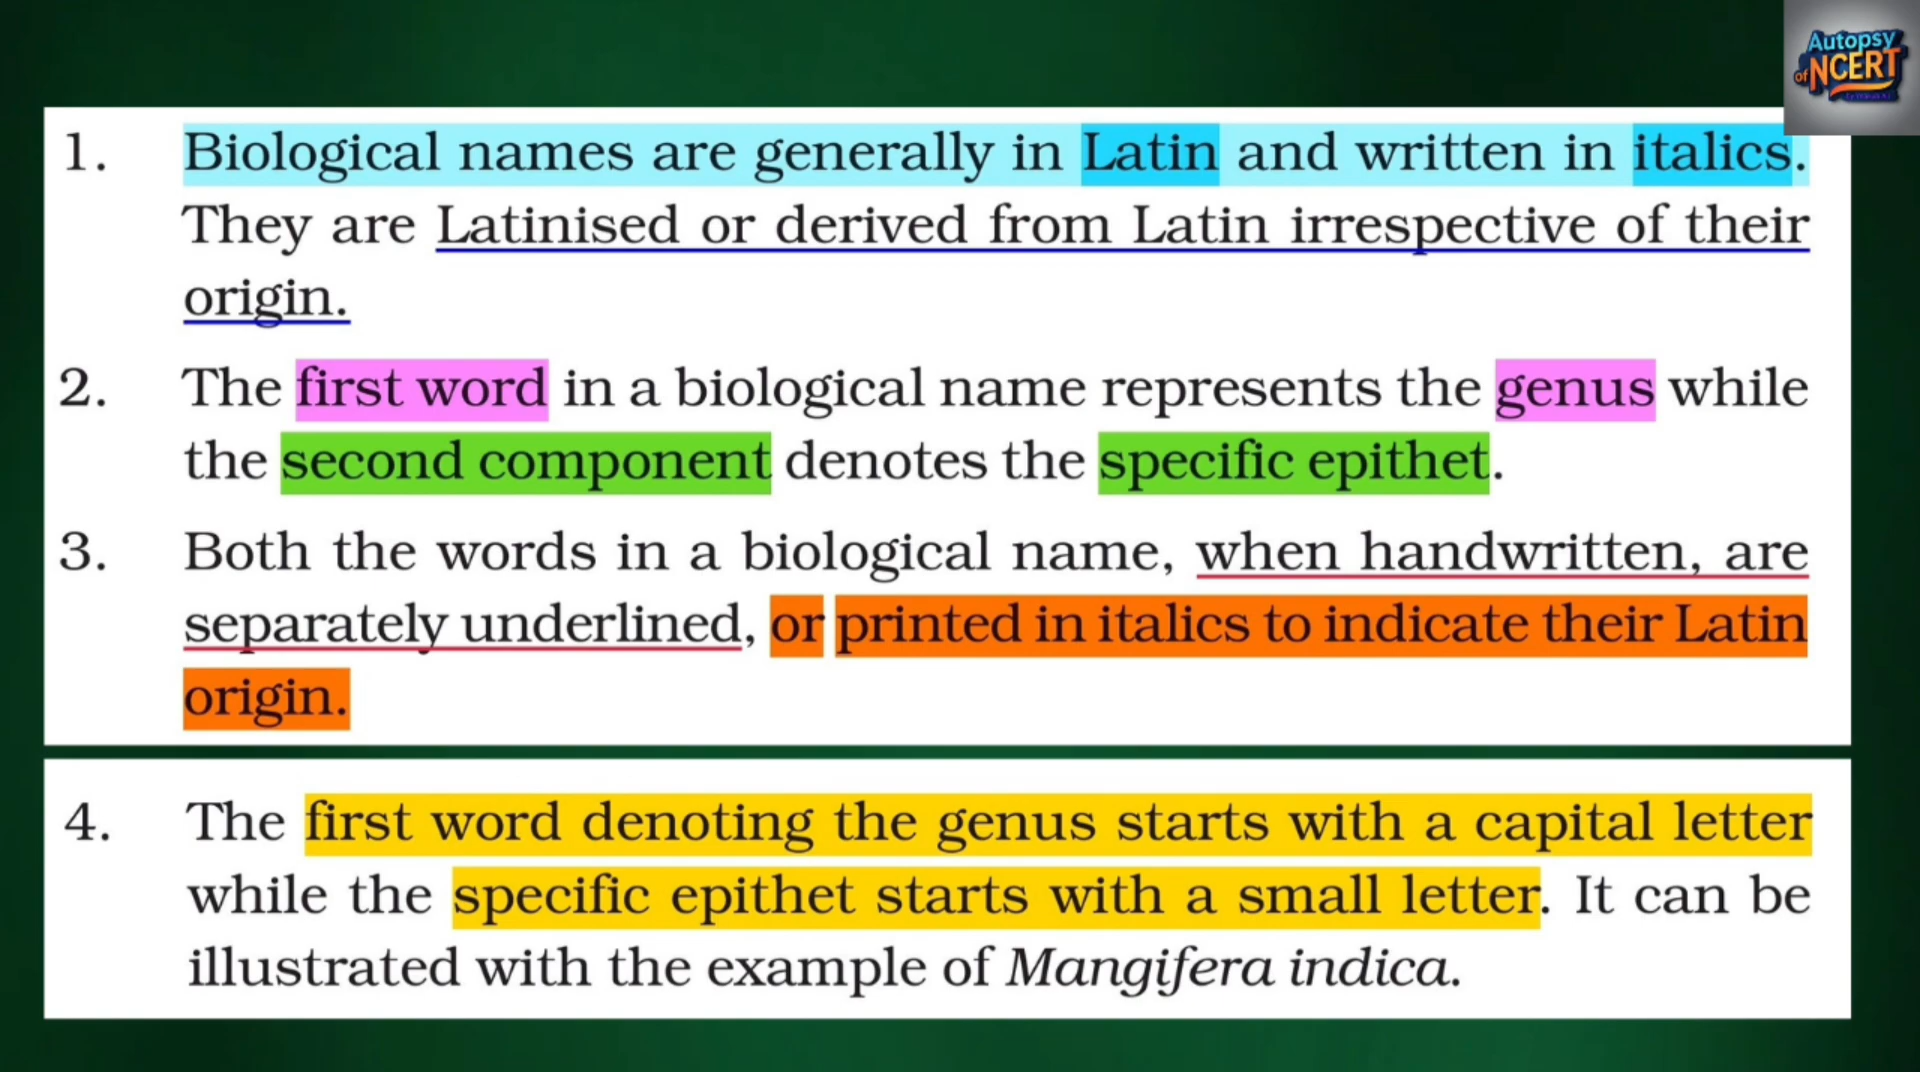 Autopsy
of NCERT
1. Biological names are generally in Latin and written in italics.
They are Latinised or derived from Latin irrespective of their
origin.
2. The first word in a biological name represents the genus while
the second component denotes the specific epithet.
3. Both the words in a biological name, when handwritten, are
separately underlined, or printed in italics to indicate their Latin
origin.
4. The first word denoting the genus starts with a capital letter
while the specific epithet starts with a small letter. It can be
illustrated with the example of Mangifera indica.